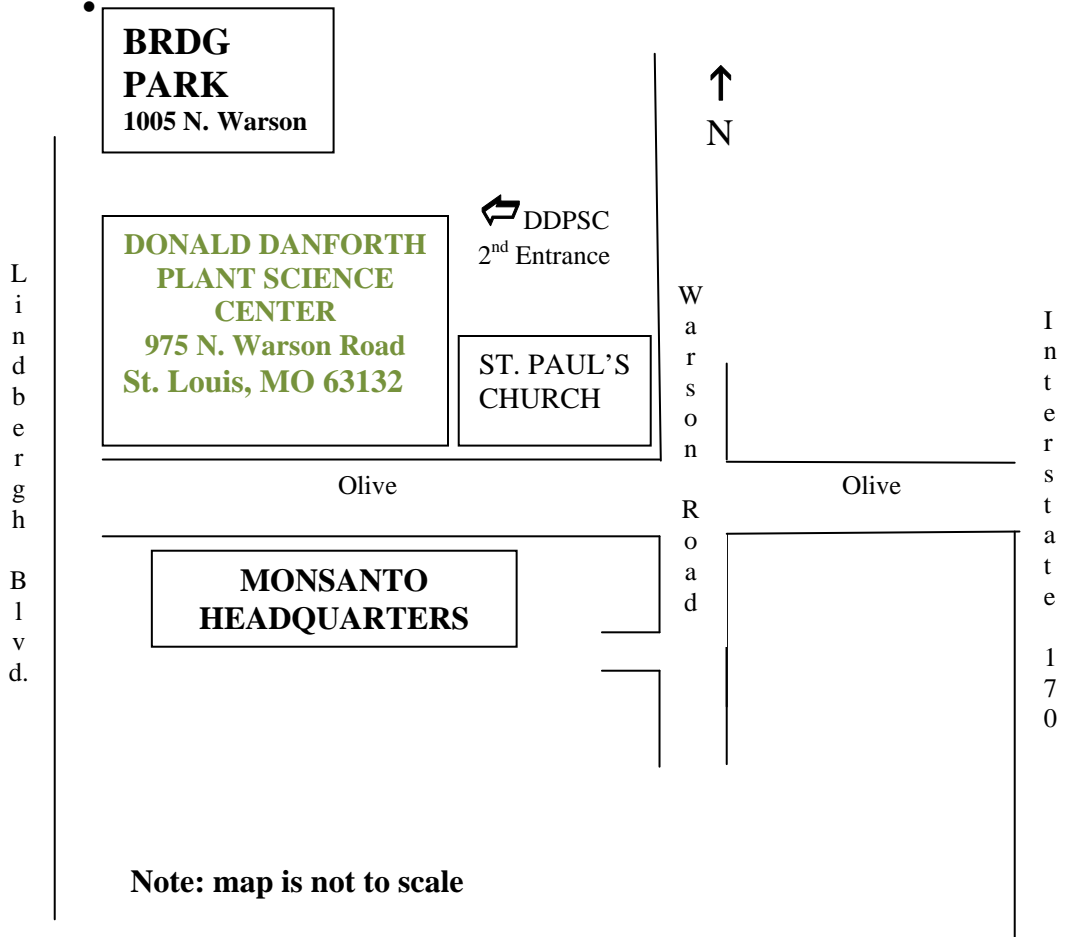 •
BRDG
PARK
1005 N. Warson
↑
N
⇦ DDPSC
2nd Entrance
DONALD DANFORTH
PLANT SCIENCE
CENTER
975 N. Warson Road
St. Louis, MO 63132
ST. PAUL'S
CHURCH
Lindbergh Blvd.
Warson Road
Interstate 170
Olive
Olive
MONSANTO
HEADQUARTERS
Note: map is not to scale